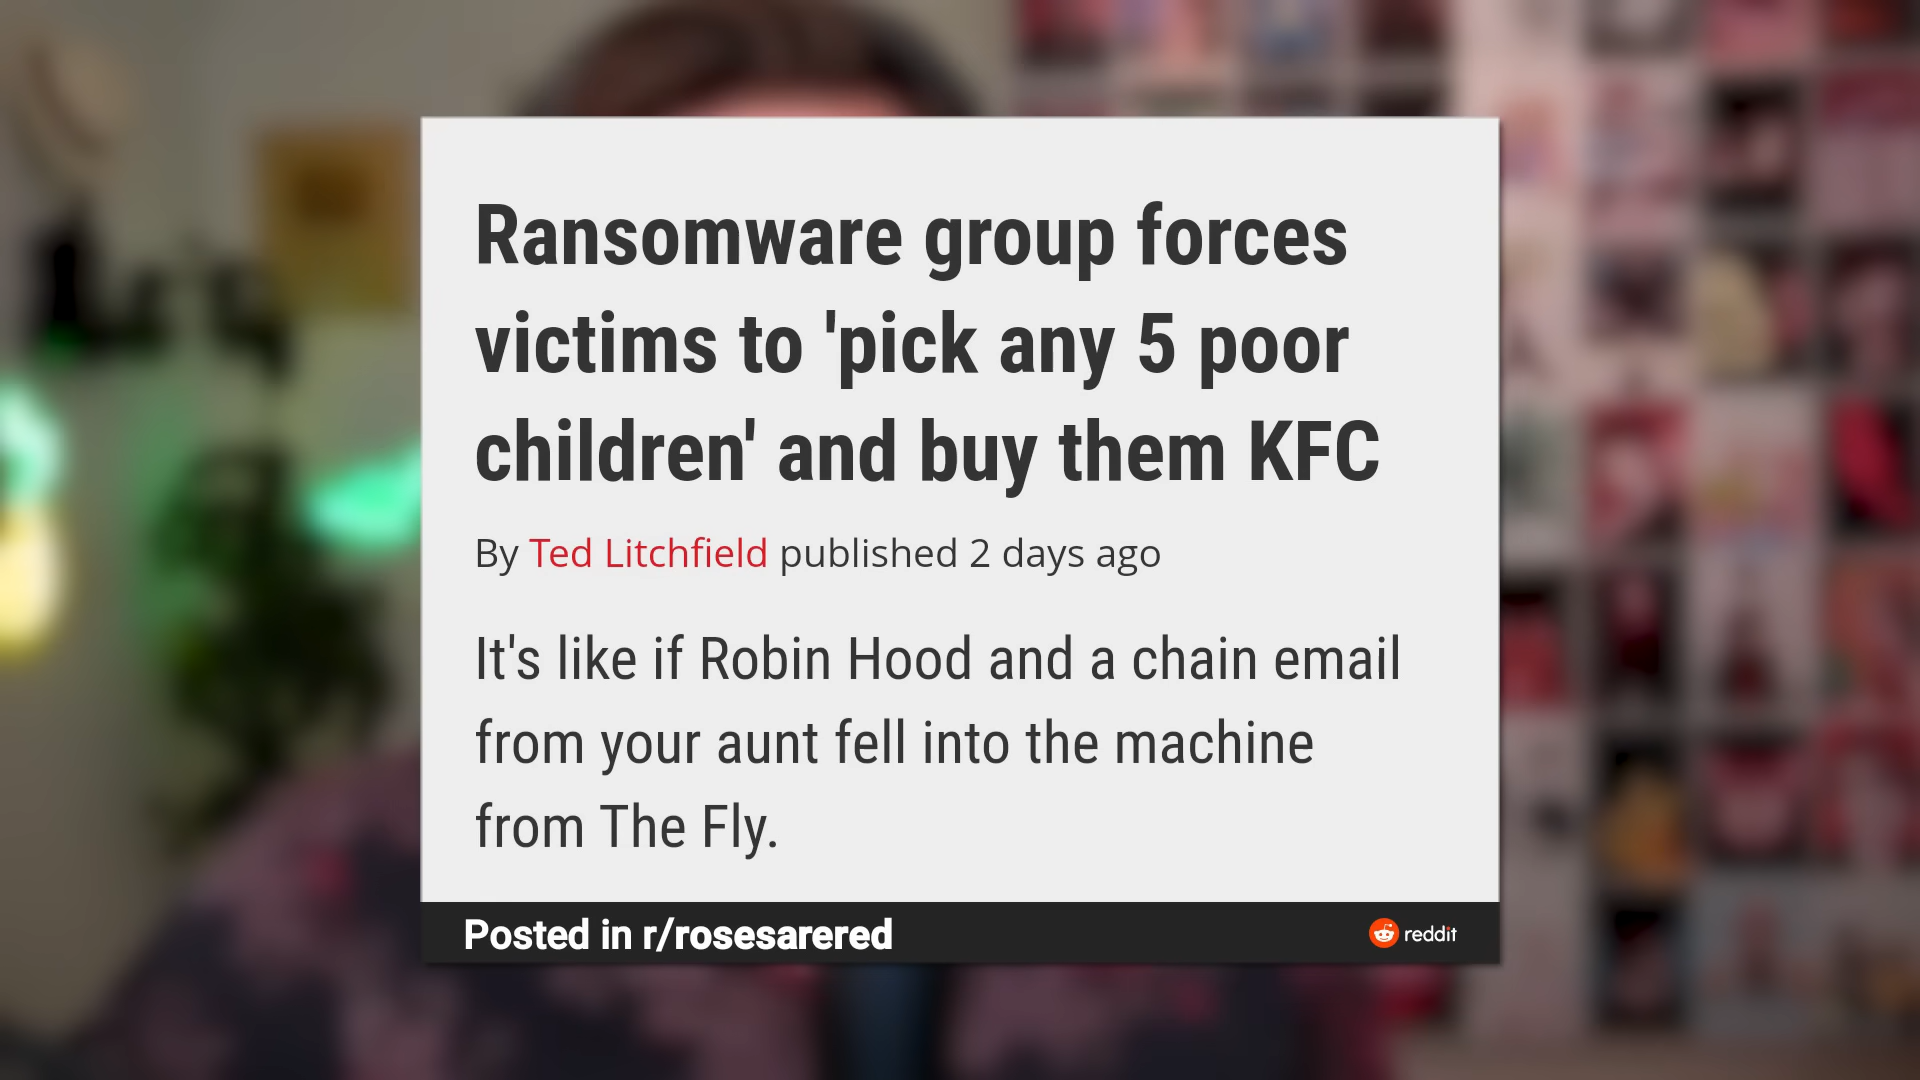 Ransomware group forces
victims to 'pick any 5 poor
children' and buy them KFC
By Ted Litchfield published 2 days ago
It's like if Robin Hood and a chain email
from your aunt fell into the machine
from The Fly.
Posted in r/rosesarered
reddit